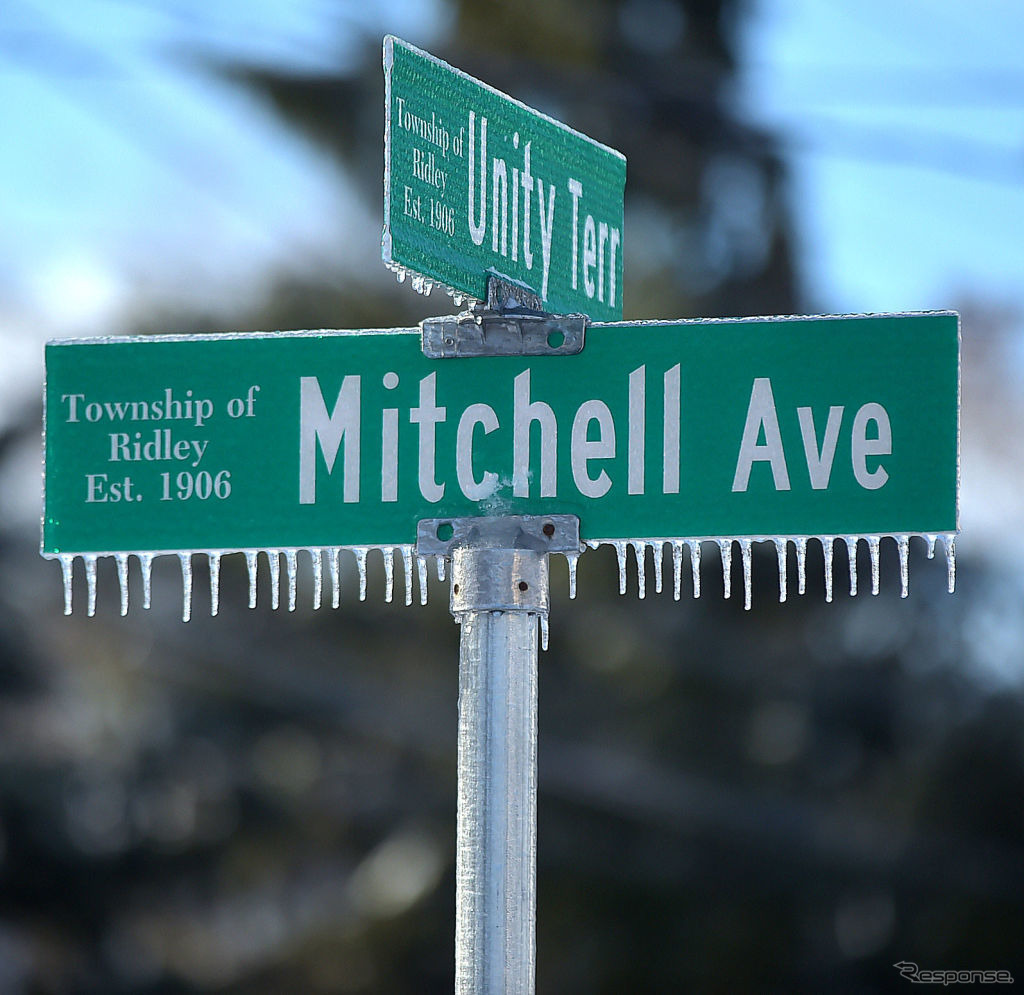 Township of
Ridley
Est. 1906
Unity Terr
Township of
Ridley
Est. 1906
Mitchell Ave
Response.